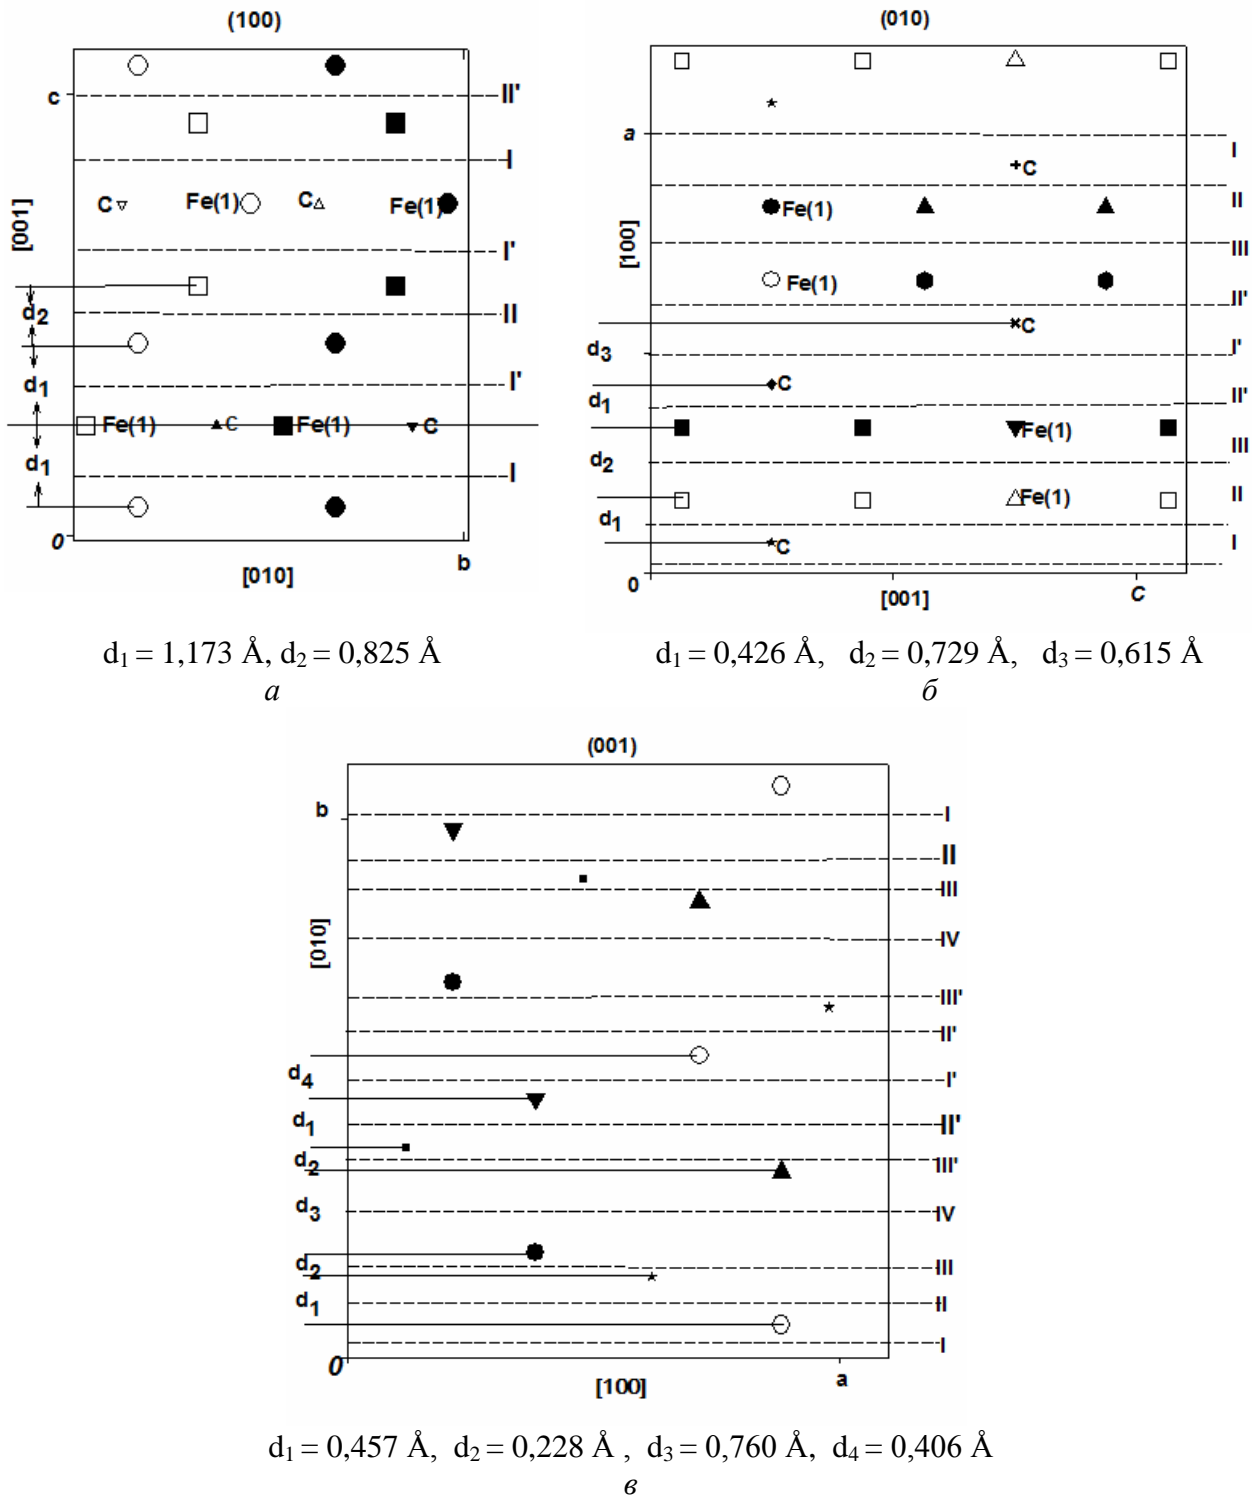 (100)
c
II'
I
C
Fe(1)
C
Fe(1)
[001]
I'
d2
II
d1
I'
Fe(1)
C
Fe(1)
C
d1
I
0
b
[010]
d1 = 1,173 Å, d2 = 0,825 Å
а
(010)
a
I
C
II
Fe(1)
[100]
III
Fe(1)
II'
C
d3
I'
C
d1
II'
Fe(1)
III
d2
Fe(1)
II
d1
C
I
0
[001]
C
d1 = 0,426 Å, d2 = 0,729 Å, d3 = 0,615 Å
б
(001)
b
I
II
III
[010]
IV
III'
II'
d4
I'
d1
II'
d2
III'
d3
IV
d2
III
d1
II
I
0
[100]
a
d1 = 0,457 Å, d2 = 0,228 Å , d3 = 0,760 Å, d4 = 0,406 Å
в